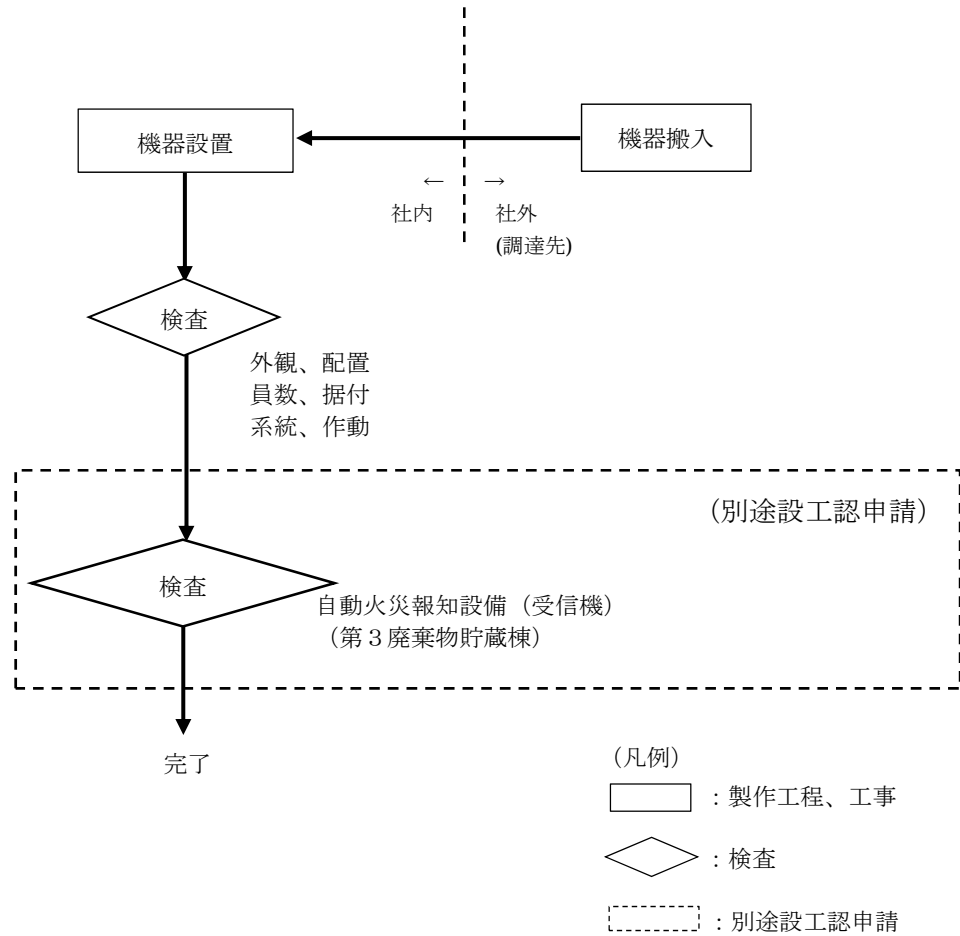 機器設置
機器搬入
← →
社内 社外
(調達先)
検査
外観、配置
員数、据付
系統、作動
(別途設工認申請)
検査
自動火災報知設備（受信機）
（第３廃棄物貯蔵棟）
完了
(凡例)
：製作工程、工事
：検査
：別途設工認申請